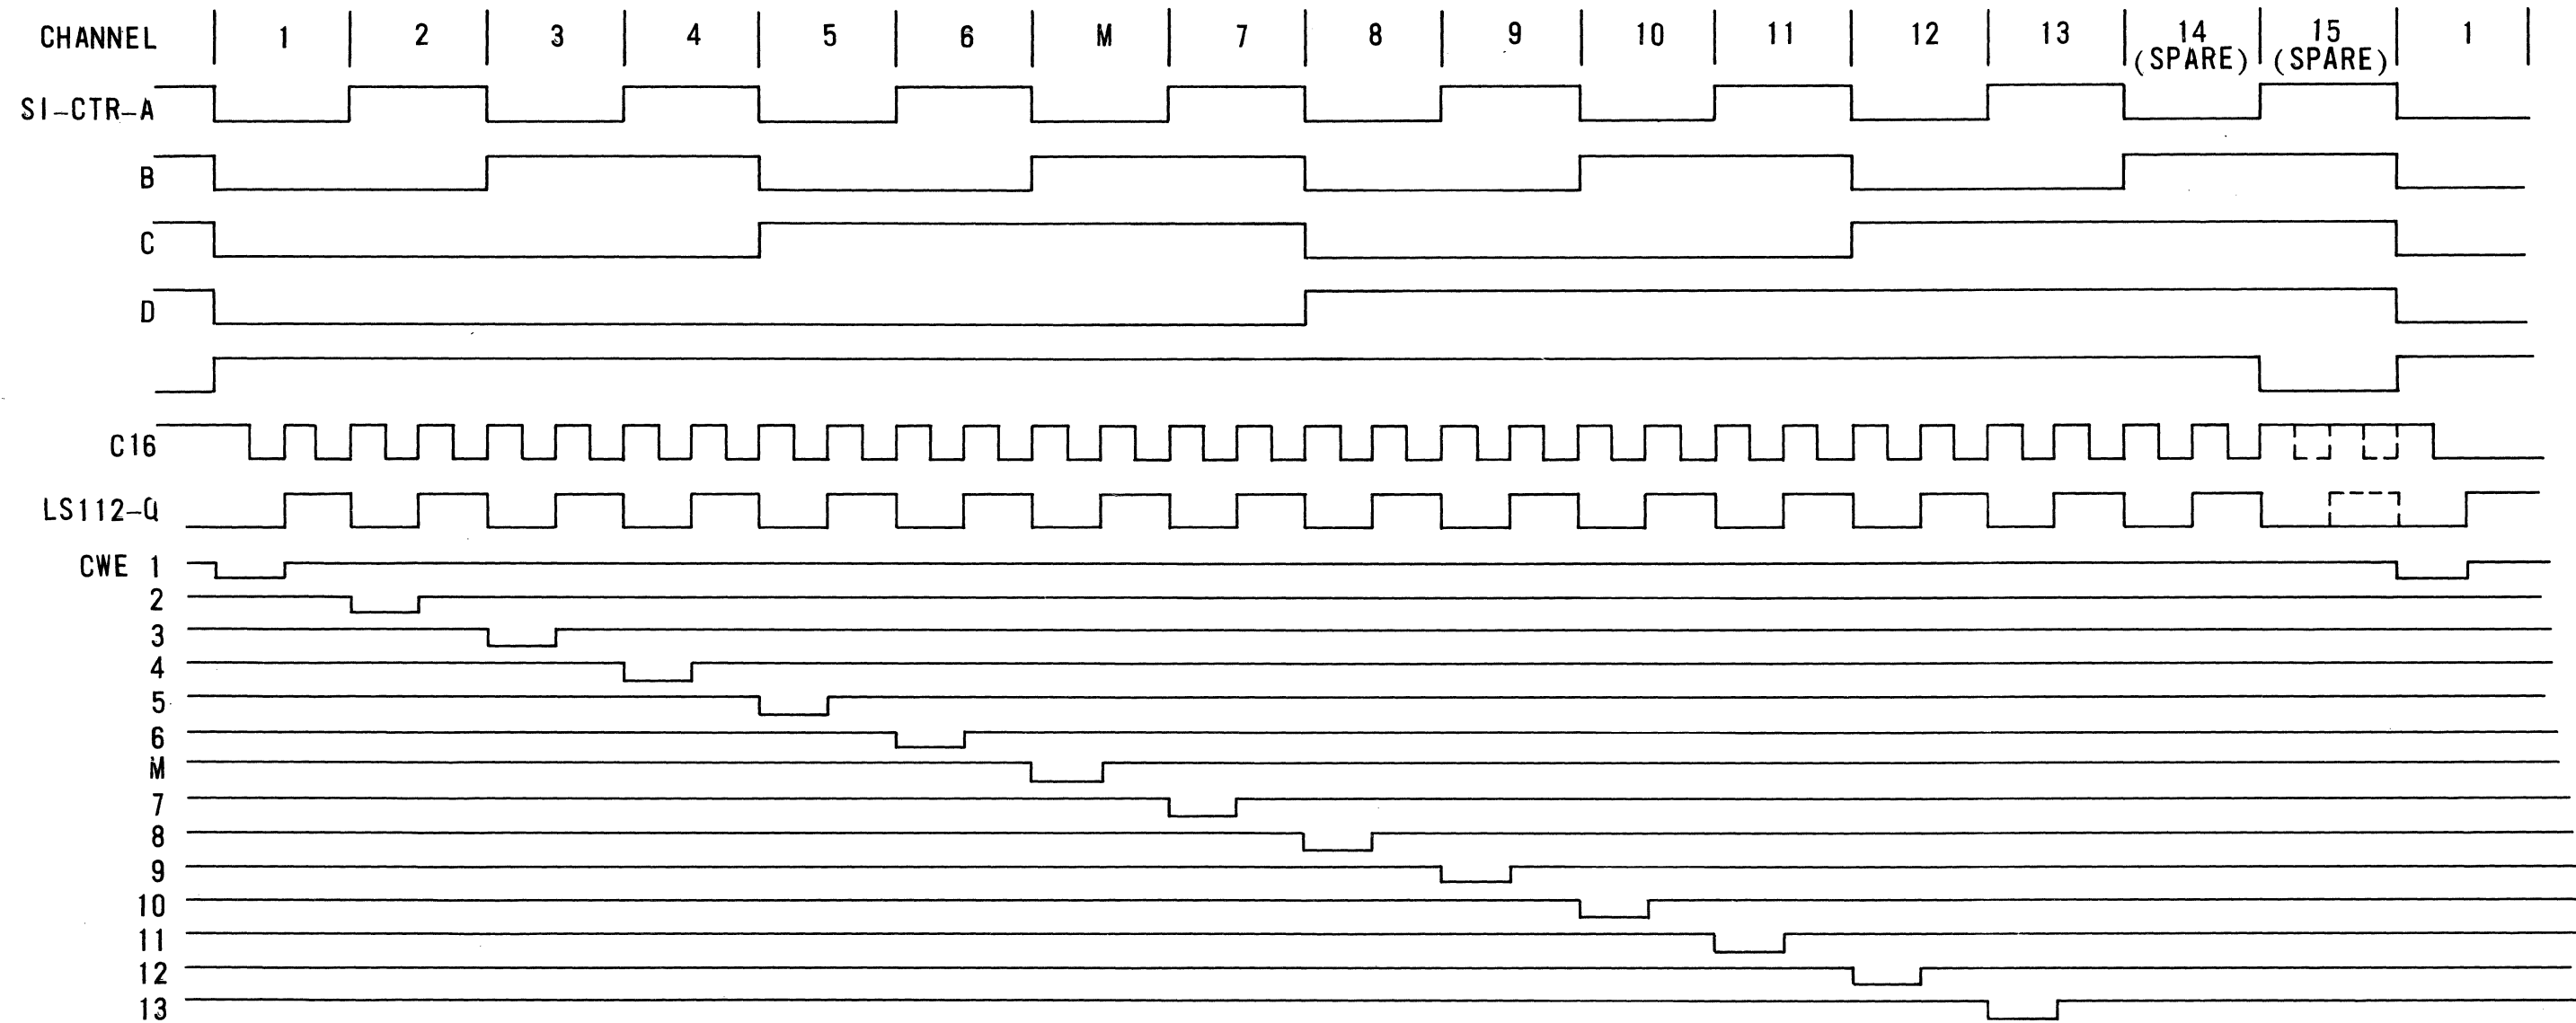 CHANNEL 1 2 3 4 5 6 M 7 8 9 10 11 12 13 14 15 1
(SPARE) (SPARE)
SI-CTR-A
B
C
D
C16
LS112-Q
CWE 1
2
3
4
5
6
M
7
8
9
10
11
12
13